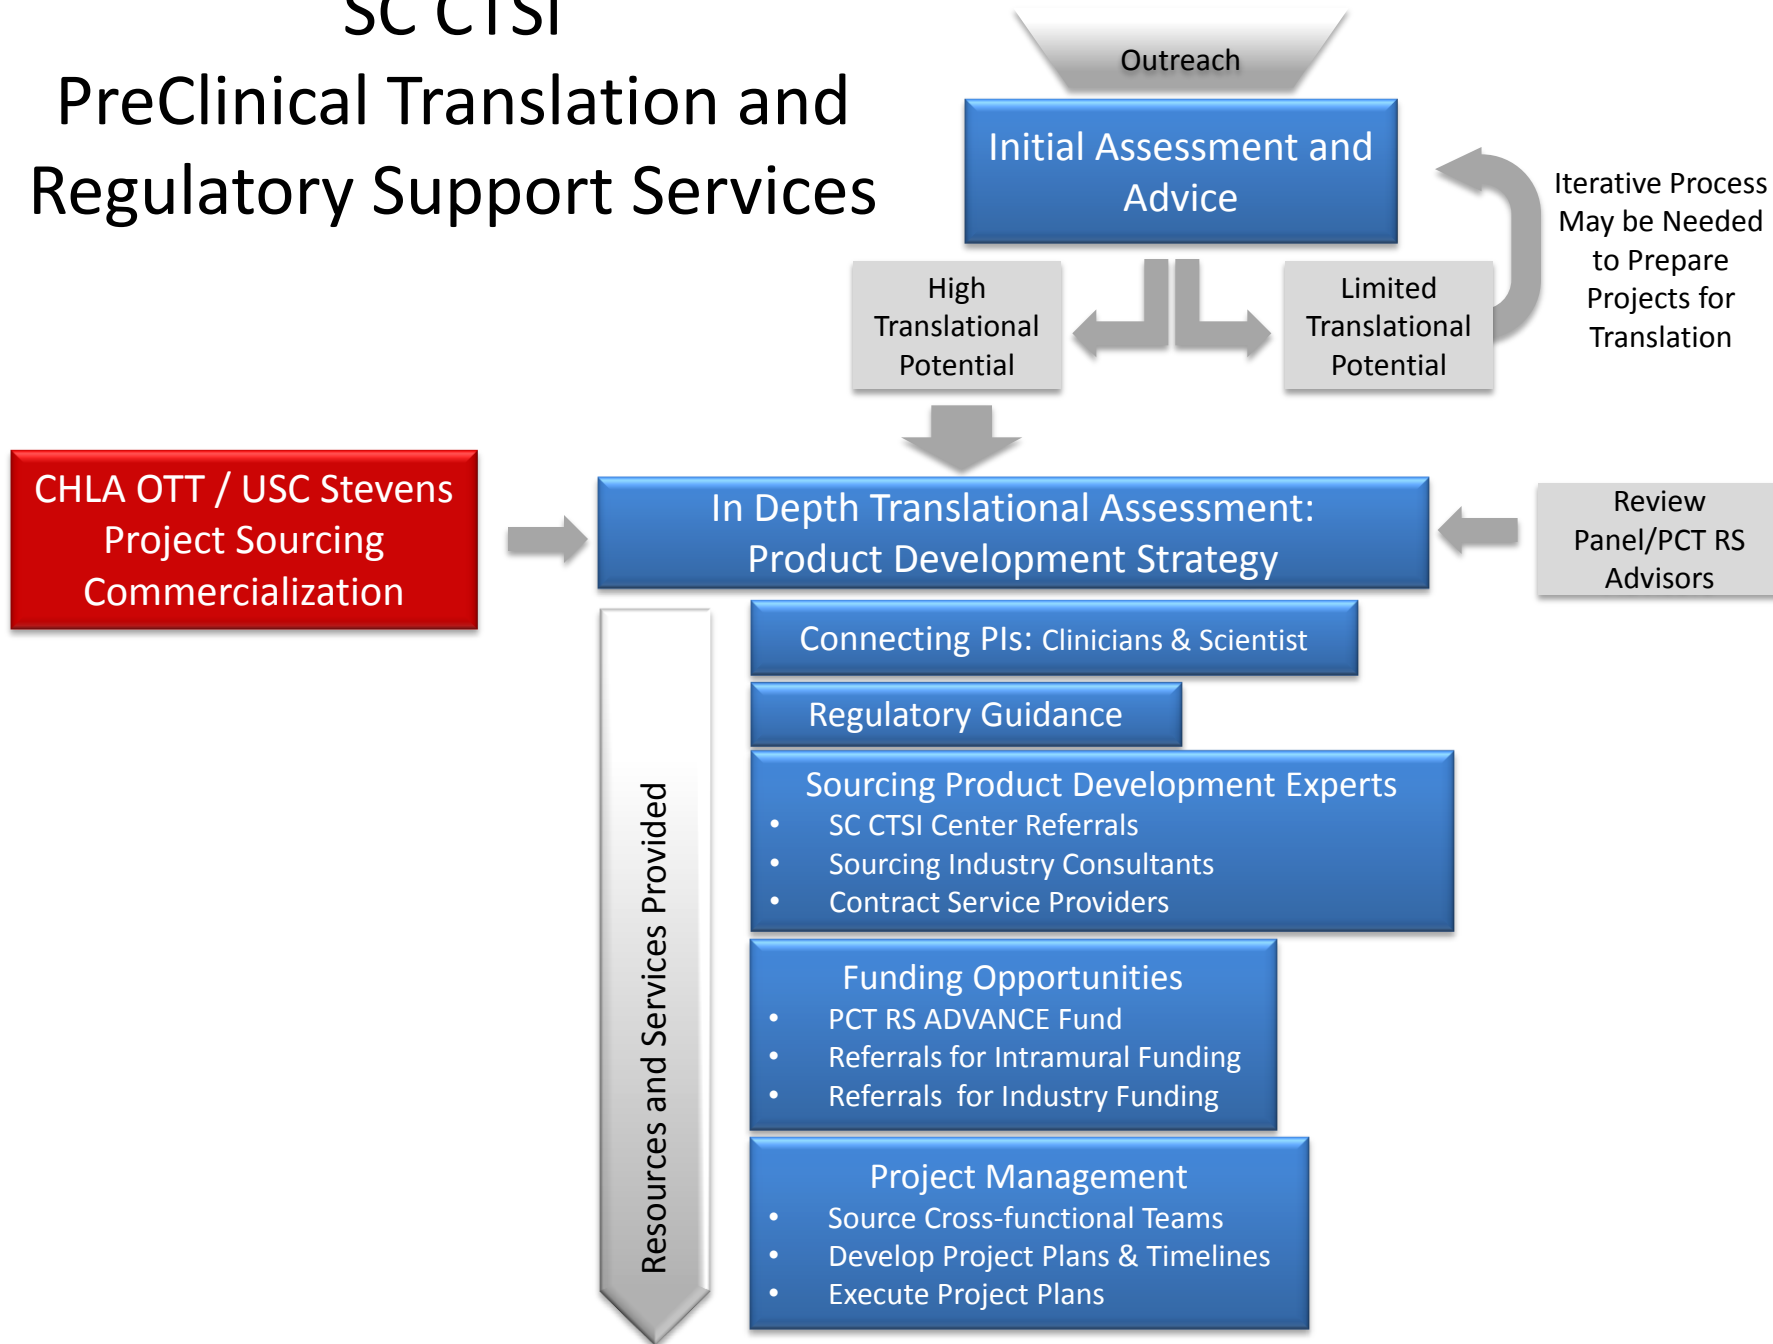 SC CTSI
PreClinical Translation and
Regulatory Support Services
Outreach
Initial Assessment and
Advice
Iterative Process
May be Needed
to Prepare
Projects for
Translation
High
Translational
Potential
Limited
Translational
Potential
CHLA OTT / USC Stevens
Project Sourcing
Commercialization
In Depth Translational Assessment:
Product Development Strategy
Review
Panel/PCT RS
Advisors
Resources and Services Provided
Connecting PIs: Clinicians & Scientist
Regulatory Guidance
Sourcing Product Development Experts
• SC CTSI Center Referrals
• Sourcing Industry Consultants
• Contract Service Providers
Funding Opportunities
• PCT RS ADVANCE Fund
• Referrals for Intramural Funding
• Referrals for Industry Funding
Project Management
• Source Cross-functional Teams
• Develop Project Plans & Timelines
• Execute Project Plans